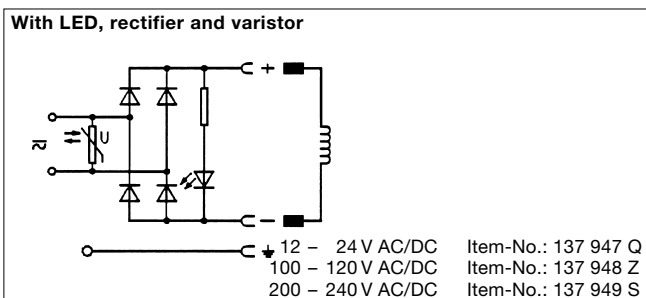 With LED, rectifier and varistor
+
U
−
12 – 24 V AC/DC Item-No.: 137 947 Q
100 – 120 V AC/DC Item-No.: 137 948 Z
200 – 240 V AC/DC Item-No.: 137 949 S